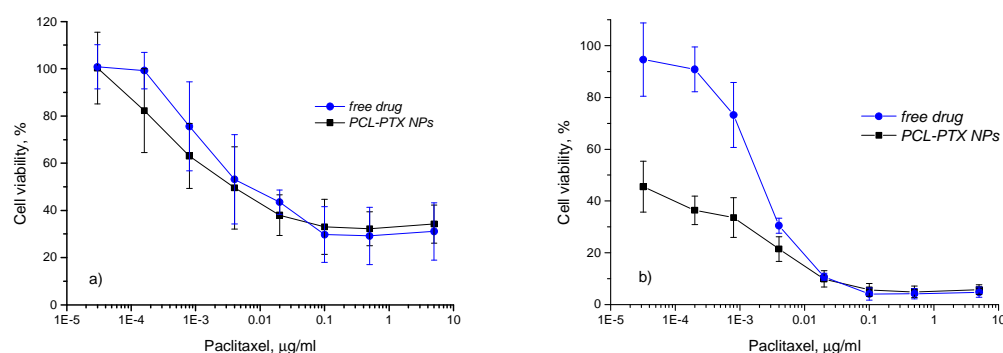 120
100
80
60
40
20
0
Cell viability, %
free drug
PCL-PTX NPs
a)
1E-5 1E-4 1E-3 0.01 0.1 1 10
Paclitaxel, μg/ml
100
80
60
40
20
0
Cell viability, %
free drug
PCL-PTX NPs
b)
1E-5 1E-4 1E-3 0.01 0.1 1 10
Paclitaxel, μg/ml